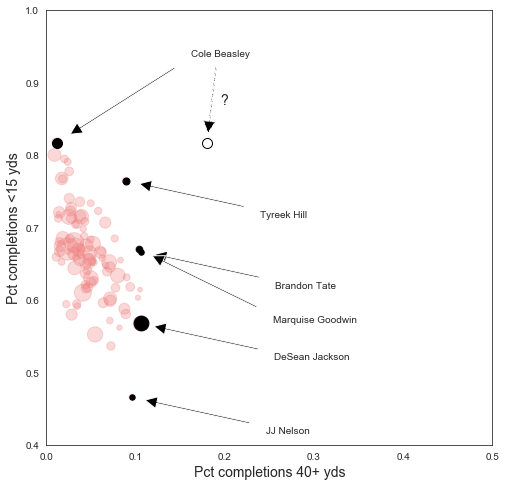 1.0
Cole Beasley
0.9
?
0.8
Pct completions <15 yds
0.7
Tyreek Hill
0.6
Brandon Tate
Marquise Goodwin
DeSean Jackson
0.5
JJ Nelson
0.4
0.0 0.1 0.2 0.3 0.4 0.5
Pct completions 40+ yds